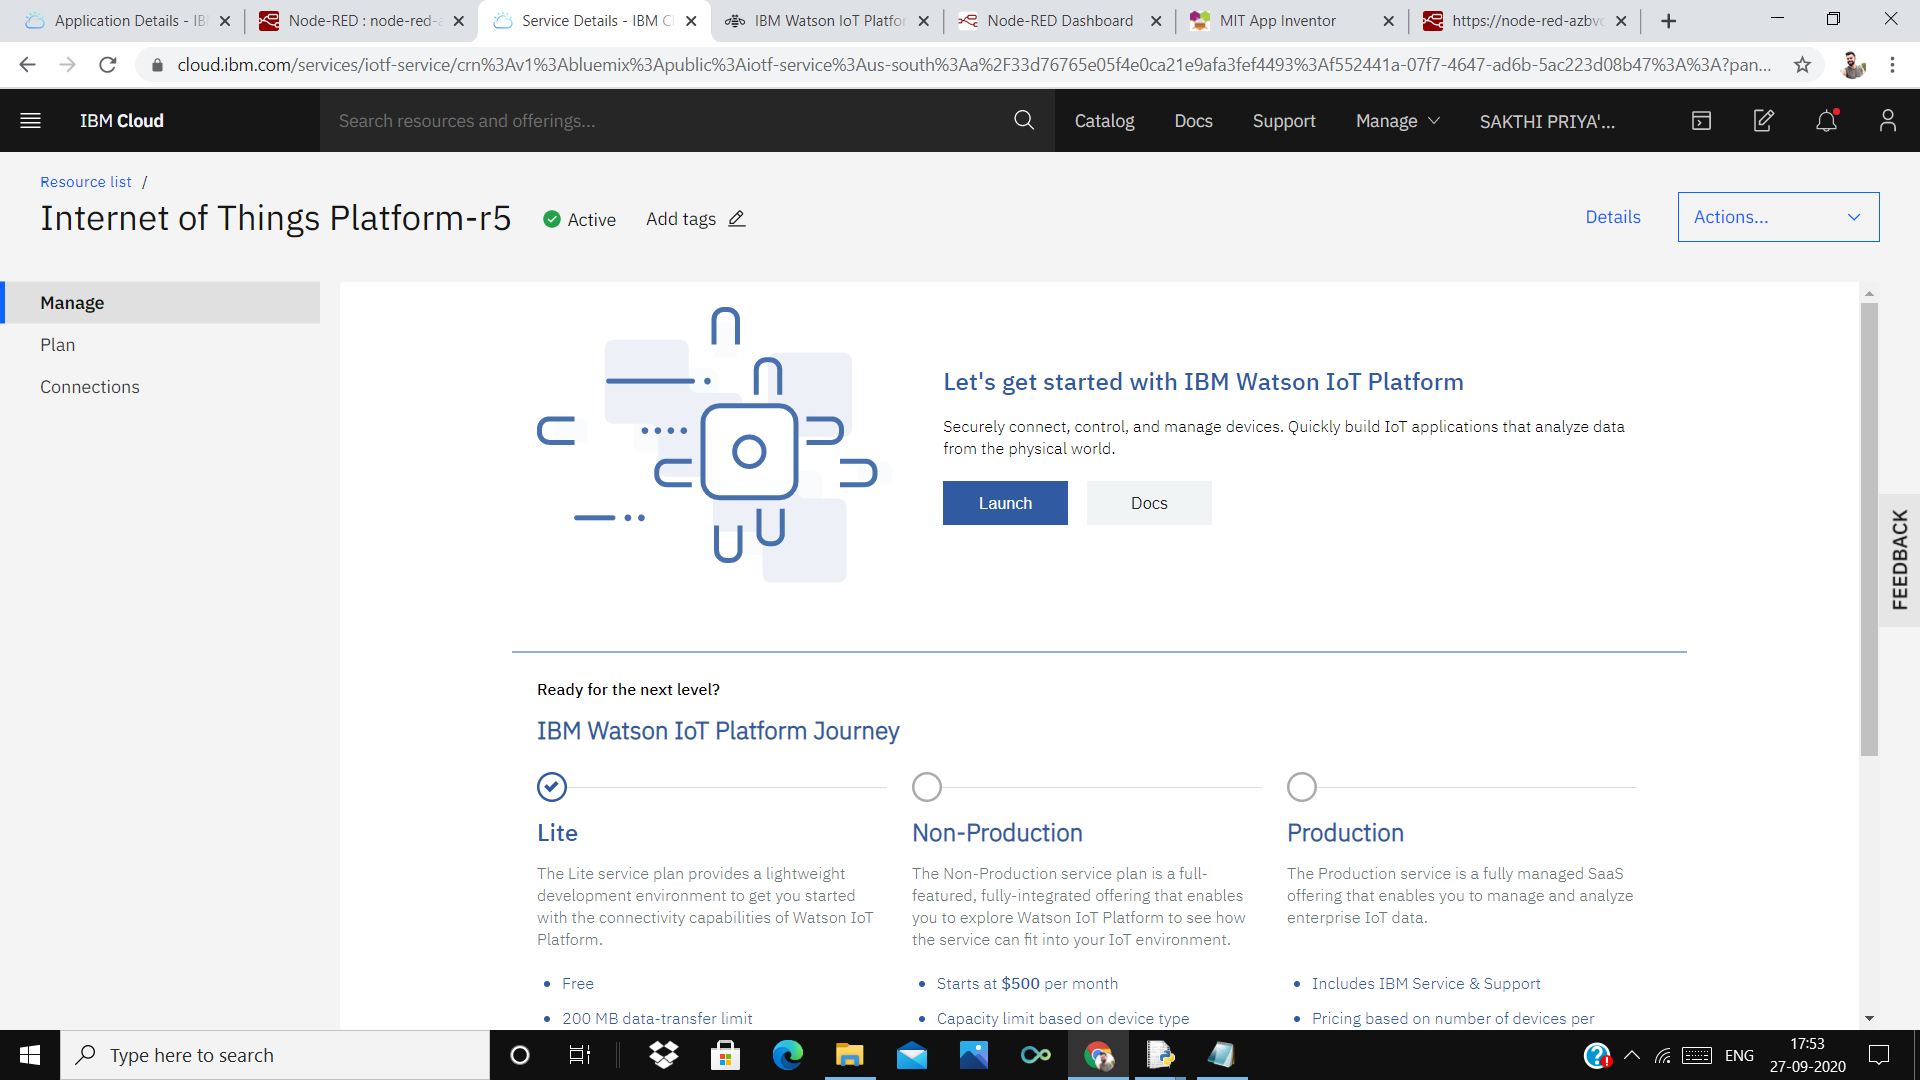 Application Details - IB
Node-RED : node-red-a
Service Details - IBM Cl
IBM Watson IoT Platfor
Node-RED Dashboard
MIT App Inventor
https://node-red-azbvc
cloud.ibm.com/services/iotf-service/crn%3Av1%3Abluemix%3Apublic%3Aiotf-service%3Aus-south%3Aa%2F33d76765e05f4e0ca21e9afa3fef4493%3Af552441a-07f7-4647-ad6b-5ac223d08b47%3A%3A?pan...
IBM Cloud
Search resources and offerings...
Catalog
Docs
Support
Manage
SAKTHI PRIYA'...
Resource list /
Internet of Things Platform-r5
Active
Add tags
Details
Actions...
Manage
Plan
Connections
Let's get started with IBM Watson IoT Platform
Securely connect, control, and manage devices. Quickly build IoT applications that analyze data
from the physical world.
Launch
Docs
FEEDBACK
Ready for the next level?
IBM Watson IoT Platform Journey
Lite
The Lite service plan provides a lightweight
development environment to get you started
with the connectivity capabilities of Watson IoT
Platform.
Free
200 MB data-transfer limit
Non-Production
The Non-Production service plan is a full-
featured, fully-integrated offering that enables
you to explore Watson IoT Platform to see how
the service can fit into your IoT environment.
Starts at $500 per month
Capacity limit based on device type
Production
The Production service is a fully managed SaaS
offering that enables you to manage and analyze
enterprise IoT data.
Includes IBM Service & Support
Pricing based on number of devices per
Type here to search
ENG
17:53
27-09-2020